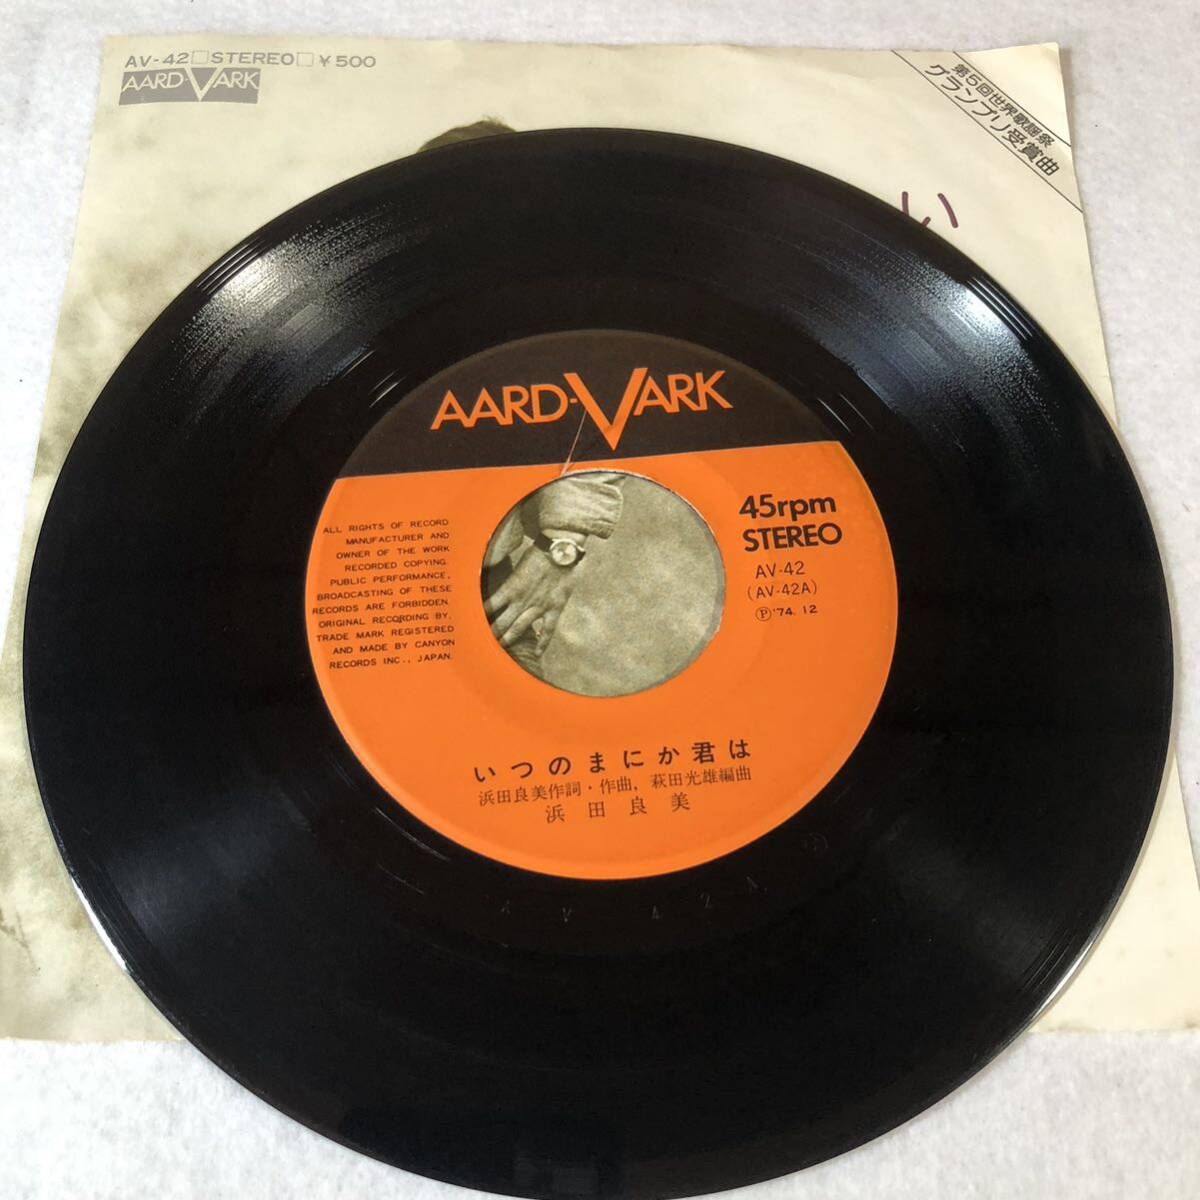 AV-42□STEREO□¥500
AARD-VARK
第5回世界歌謡祭
グランプリ受賞曲
い
AARD-VARK
45rpm
STEREO
AV-42
(AV-42A)
Ⓟ'74.12
ALL RIGHTS OF RECORD
MANUFACTURER AND
OWNER OF THE WORK
RECORDED COPYING.
PUBLIC PERFORMANCE,
BROADCASTING OF THESE
RECORDS ARE FORBIDDEN.
ORIGINAL RECORDING BY,
TRADE MARK REGISTERED
AND MADE BY CANYON
RECORDS INC., JAPAN.
いつのまにか君は
浜田良美作詞・作曲, 萩田光雄編曲
浜田良美
AV 42A